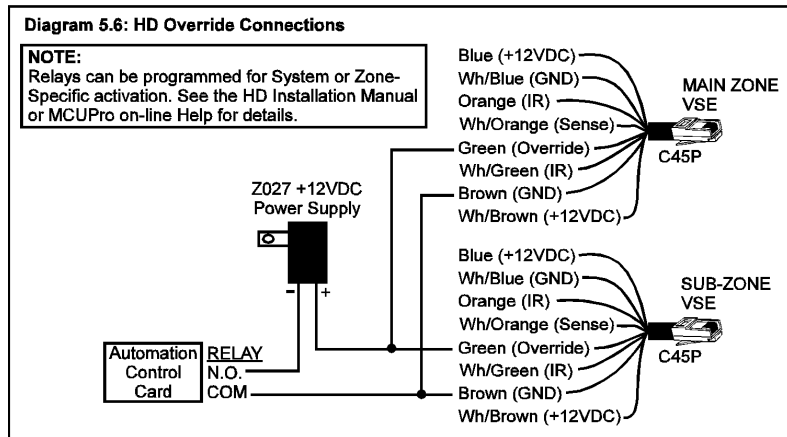 Diagram 5.6: HD Override Connections
NOTE:
Relays can be programmed for System or Zone-
Specific activation. See the HD Installation Manual
or MCUPro on-line Help for details.
Blue (+12VDC)
Wh/Blue (GND)
Orange (IR)
Wh/Orange (Sense)
Green (Override)
Wh/Green (IR)
Brown (GND)
Wh/Brown (+12VDC)
MAIN ZONE
VSE
C45P
Z027 +12VDC
Power Supply
- +
Blue (+12VDC)
Wh/Blue (GND)
Orange (IR)
Wh/Orange (Sense)
Green (Override)
Wh/Green (IR)
Brown (GND)
Wh/Brown (+12VDC)
SUB-ZONE
VSE
C45P
Automation
Control
Card
RELAY
N.O.
COM